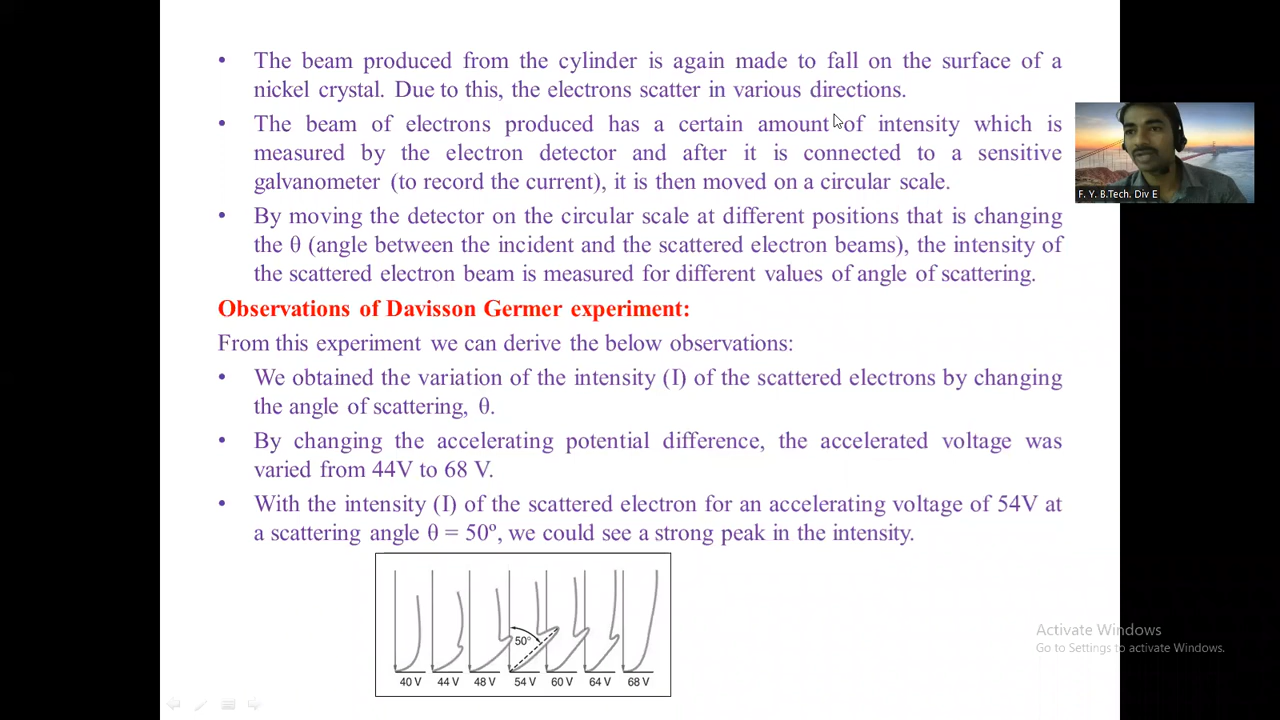 • The beam produced from the cylinder is again made to fall on the surface of a
nickel crystal. Due to this, the electrons scatter in various directions.
• The beam of electrons produced has a certain amount of intensity which is
measured by the electron detector and after it is connected to a sensitive
galvanometer (to record the current), it is then moved on a circular scale.
• By moving the detector on the circular scale at different positions that is changing
the θ (angle between the incident and the scattered electron beams), the intensity of
the scattered electron beam is measured for different values of angle of scattering.
Observations of Davisson Germer experiment:
From this experiment we can derive the below observations:
• We obtained the variation of the intensity (I) of the scattered electrons by changing
the angle of scattering, θ.
• By changing the accelerating potential difference, the accelerated voltage was
varied from 44V to 68 V.
• With the intensity (I) of the scattered electron for an accelerating voltage of 54V at
a scattering angle θ = 50º, we could see a strong peak in the intensity.
50°
40 V 44 V 48 V 54 V 60 V 64 V 68 V
F. Y. B.Tech. Div E
Activate Windows
Go to Settings to activate Windows.